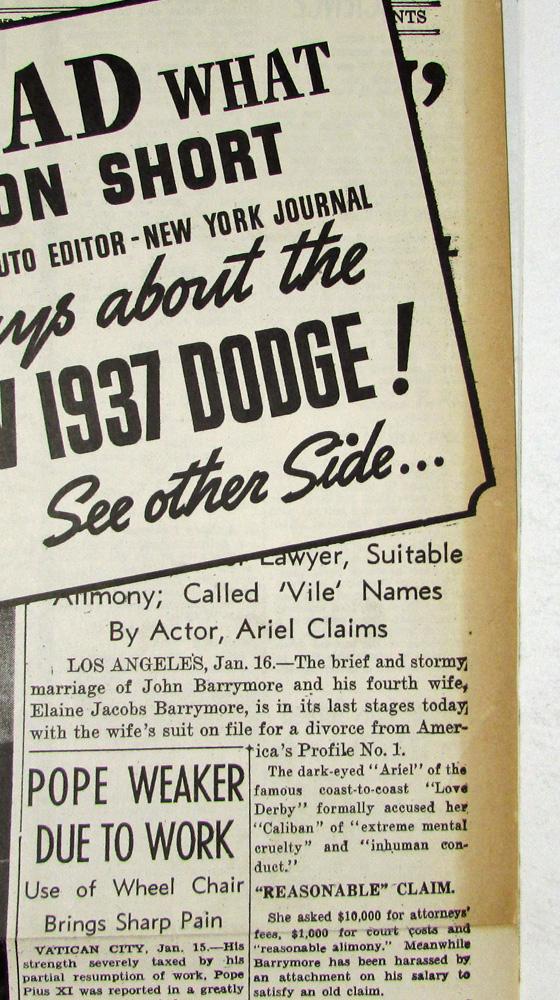 NTS
AD WHAT
ON SHORT
UTO EDITOR - NEW YORK JOURNAL
ays about the
1937 DODGE!
See other Side...
Lawyer, Suitable
Alimony; Called 'Vile' Names
By Actor, Ariel Claims
LOS ANGELES, Jan. 16.—The brief and stormy
marriage of John Barrymore and his fourth wife,
Elaine Jacobs Barrymore, is in its last stages today
with the wife's suit on file for a divorce from Amer-
ica's Profile No. 1.
The dark-eyed "Ariel" of the
famous coast-to-coast "Love
Derby" formally accused her
"Caliban" of "extreme mental
cruelty" and "inhuman con-
duct."
"REASONABLE" CLAIM.
She asked $10,000 for attorneys'
fees, $1,000 for court costs and
"reasonable alimony." Meanwhile
Barrymore has been harassed by
an attachment on his salary to
satisfy an old claim.
POPE WEAKER
DUE TO WORK
Use of Wheel Chair
Brings Sharp Pain
VATICAN CITY, Jan. 15.—His
strength severely taxed by his
partial resumption of work, Pope
Pius XI was reported in a greatly